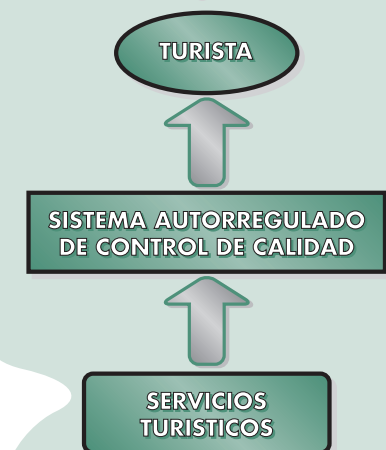 TURISTA
SISTEMA AUTORREGULADO
DE CONTROL DE CALIDAD
SERVICIOS
TURISTICOS